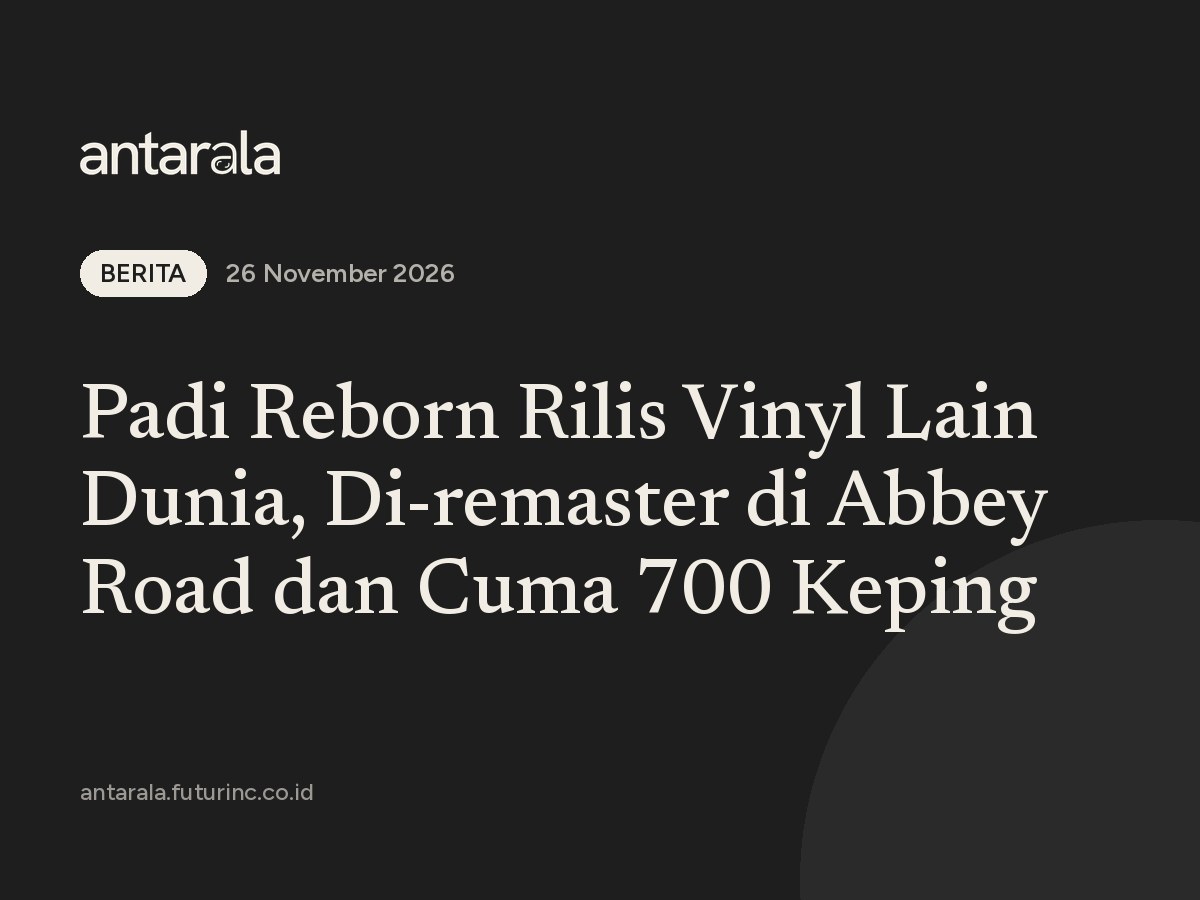 antarala
BERITA 26 November 2026
Padi Reborn Rilis Vinyl Lain
Dunia, Di-remaster di Abbey
Road dan Cuma 700 Keping
antarala.futurinc.co.id